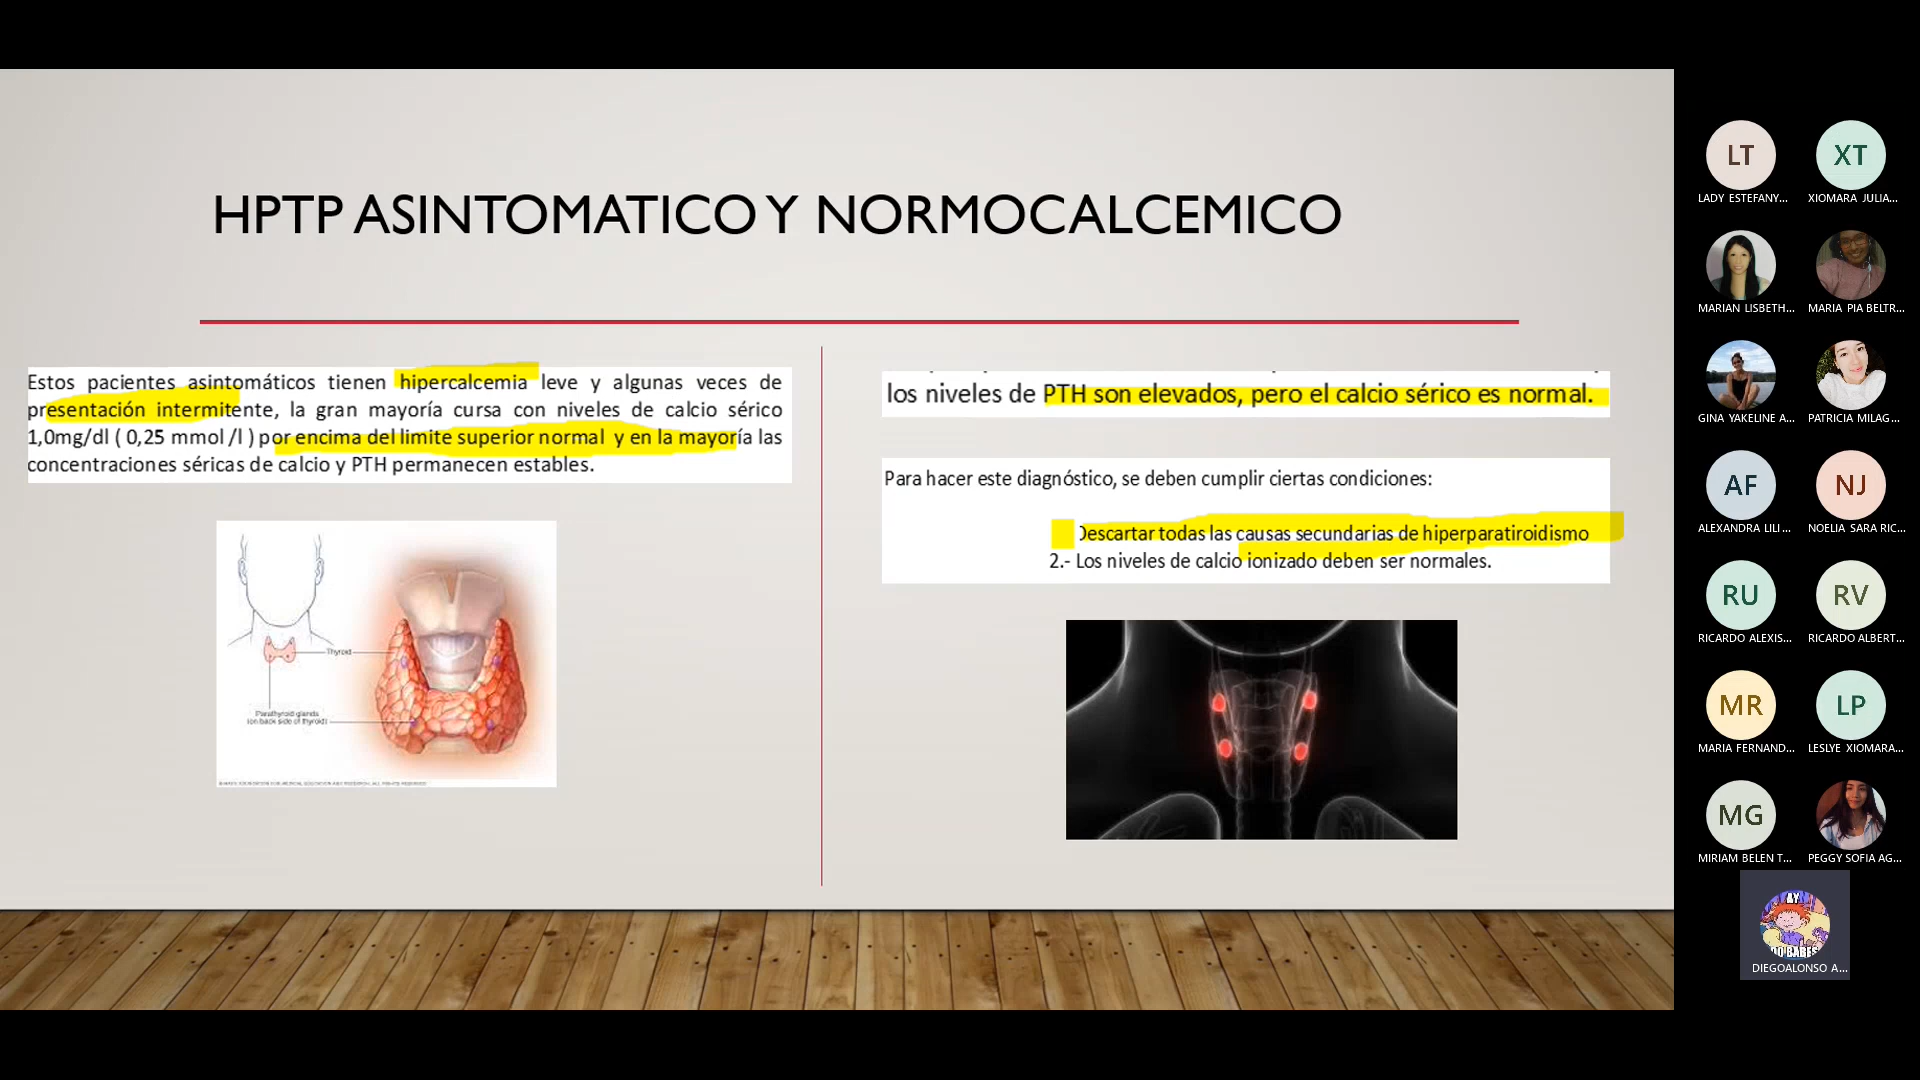 HPTP ASINTOMATICO Y NORMOCALCEMICO
Estos pacientes asintomáticos tienen hipercalcemia leve y algunas veces de
presentación intermitente, la gran mayoría cursa con niveles de calcio sérico
1,0mg/dl ( 0,25 mmol /l ) por encima del limite superior normal y en la mayoría las
concentraciones séricas de calcio y PTH permanecen estables.
Thyroid
Parathyroid glands
(on back side of thyroid)
los niveles de PTH son elevados, pero el calcio sérico es normal.
Para hacer este diagnóstico, se deben cumplir ciertas condiciones:
Descartar todas las causas secundarias de hiperparatiroidismo
2.- Los niveles de calcio ionizado deben ser normales.
LT
LADY ESTEFANY...
XT
XIOMARA JULIA...
MARIAN LISBETH...
MARIA PIA BELTR...
GINA YAKELINE A...
PATRICIA MILAG...
AF
ALEXANDRA LILI...
NJ
NOELIA SARA RIC...
RU
RICARDO ALEXIS...
RV
RICARDO ALBERT...
MR
MARIA FERNAND...
LP
LESLYE XIOMARA...
MG
MIRIAM BELEN T...
PEGGY SOFIA AG...
AY
DIEGOALONSO A...